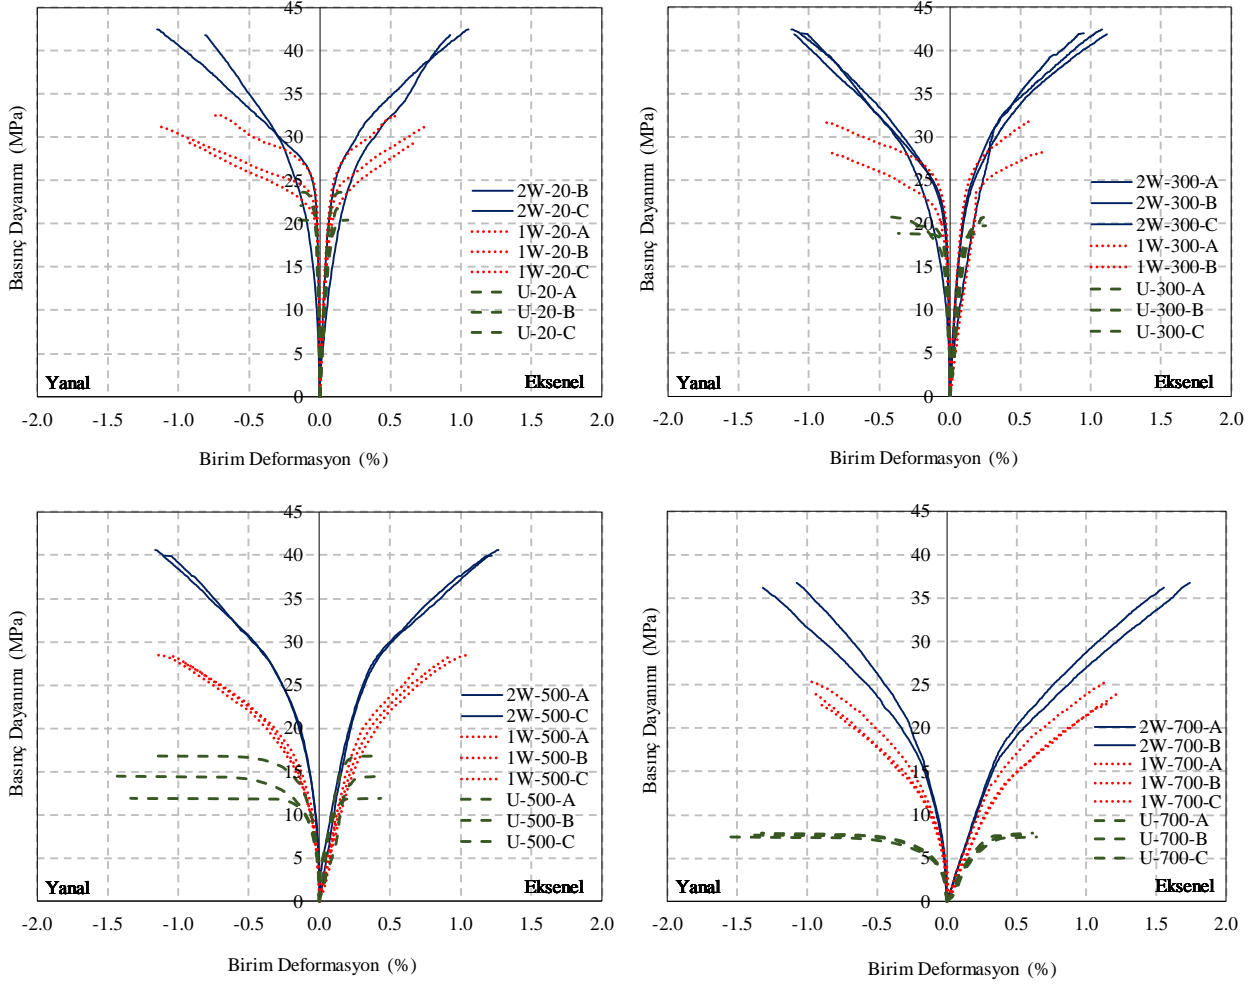 45
40
35
30
25
20
15
10
5
0
-2.0 -1.5 -1.0 -0.5 0.0 0.5 1.0 1.5 2.0
Basınç Dayanımı (MPa)
Birim Deformasyon (%)
Yanal
Eksenel
2W-20-B
2W-20-C
1W-20-A
1W-20-B
1W-20-C
U-20-A
U-20-B
U-20-C
45
40
35
30
25
20
15
10
5
0
-2.0 -1.5 -1.0 -0.5 0.0 0.5 1.0 1.5 2.0
Basınç Dayanımı (MPa)
Birim Deformasyon (%)
Yanal
Eksenel
2W-300-A
2W-300-B
2W-300-C
1W-300-A
1W-300-B
U-300-A
U-300-B
U-300-C
45
40
35
30
25
20
15
10
5
0
-2.0 -1.5 -1.0 -0.5 0.0 0.5 1.0 1.5 2.0
Basınç Dayanımı (MPa)
Birim Deformasyon (%)
Yanal
Eksenel
2W-500-A
2W-500-C
1W-500-A
1W-500-B
1W-500-C
U-500-A
U-500-B
U-500-C
45
40
35
30
25
20
15
10
5
0
-2.0 -1.5 -1.0 -0.5 0.0 0.5 1.0 1.5 2.0
Basınç Dayanımı (MPa)
Birim Deformasyon (%)
Yanal
Eksenel
2W-700-A
2W-700-B
1W-700-A
1W-700-B
1W-700-C
U-700-A
U-700-B
U-700-C